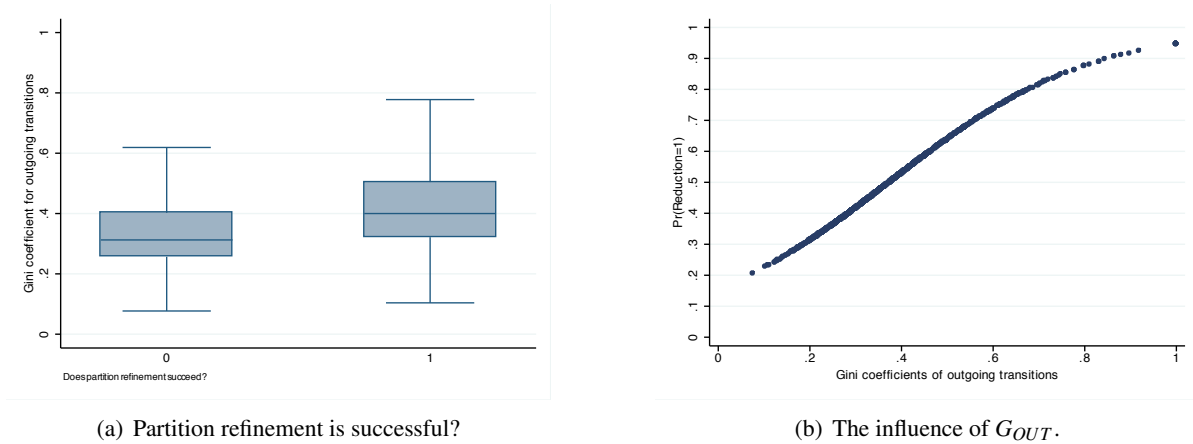 Gini coefficient for outgoing transitions
1
.8
.6
.4
.2
0
0 1
Does partition refinement succeed?
(a) Partition refinement is successful?
Pr(Reduction=1)
1
.9
.8
.7
.6
.5
.4
.3
.2
.1
0
0 .2 .4 .6 .8 1
Gini coefficients of outgoing transitions
(b) The influence of G_OUT.